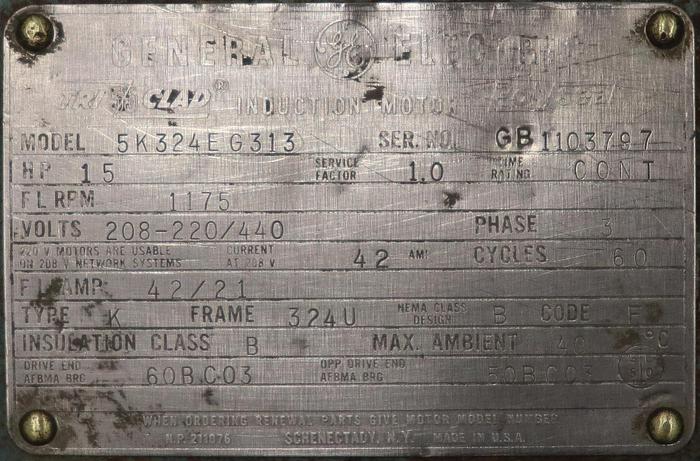 GENERAL GE ELECTRIC
TRI CLAD® INDUCTION MOTOR
MODEL 5K324EG313 SER. NO. GB1103797
HP 15 SERVICE FACTOR 1.0 TIME RATING CONT
FL RPM 1175
VOLTS 208-220/440 PHASE 3
220 V MOTORS ARE USABLE ON 208 V NETWORK SYSTEMS CURRENT AT 208 V 42 AMP CYCLES 60
FL AMP 42/21
TYPE K FRAME 324U NEMA CLASS DESIGN B CODE F
INSULATION CLASS B MAX. AMBIENT 40 °C
DRIVE END AFBMA BRG 60BC03 OPP. DRIVE END AFBMA BRG 50BC03
WHEN ORDERING RENEWAL PARTS GIVE MOTOR MODEL NUMBER
N.P. 211076 SCHENECTADY, N.Y. MADE IN U.S.A.